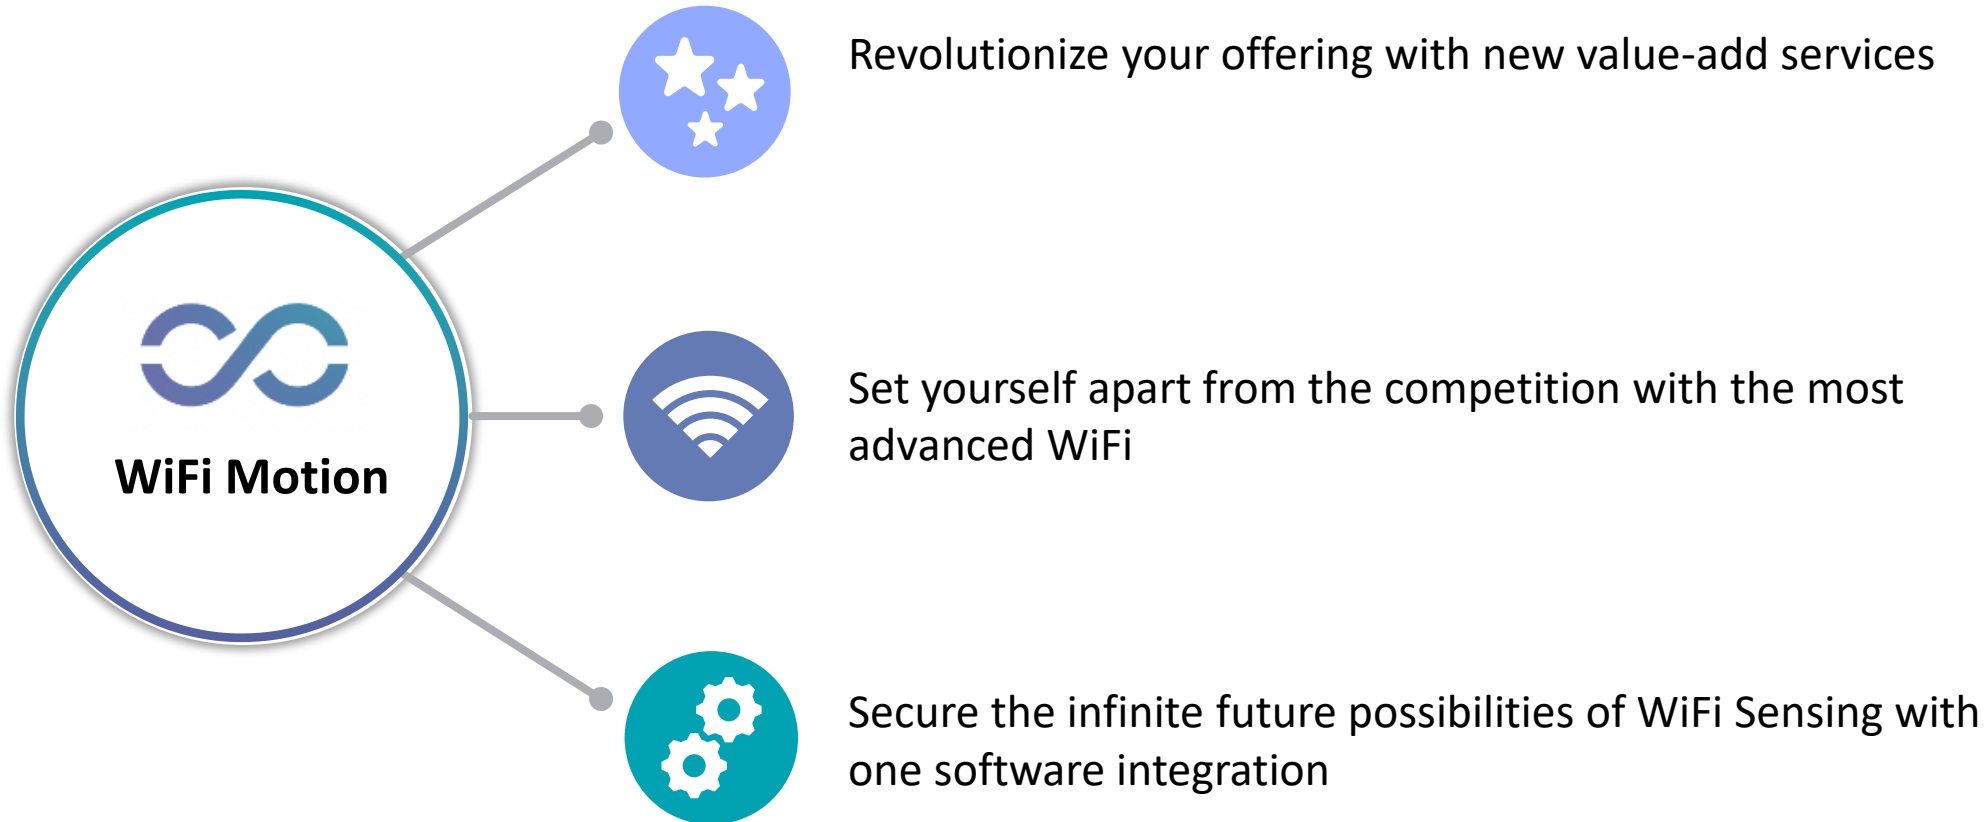 Revolutionize your offering with new value-add services
WiFi Motion
Set yourself apart from the competition with the most
advanced WiFi
Secure the infinite future possibilities of WiFi Sensing with
one software integration